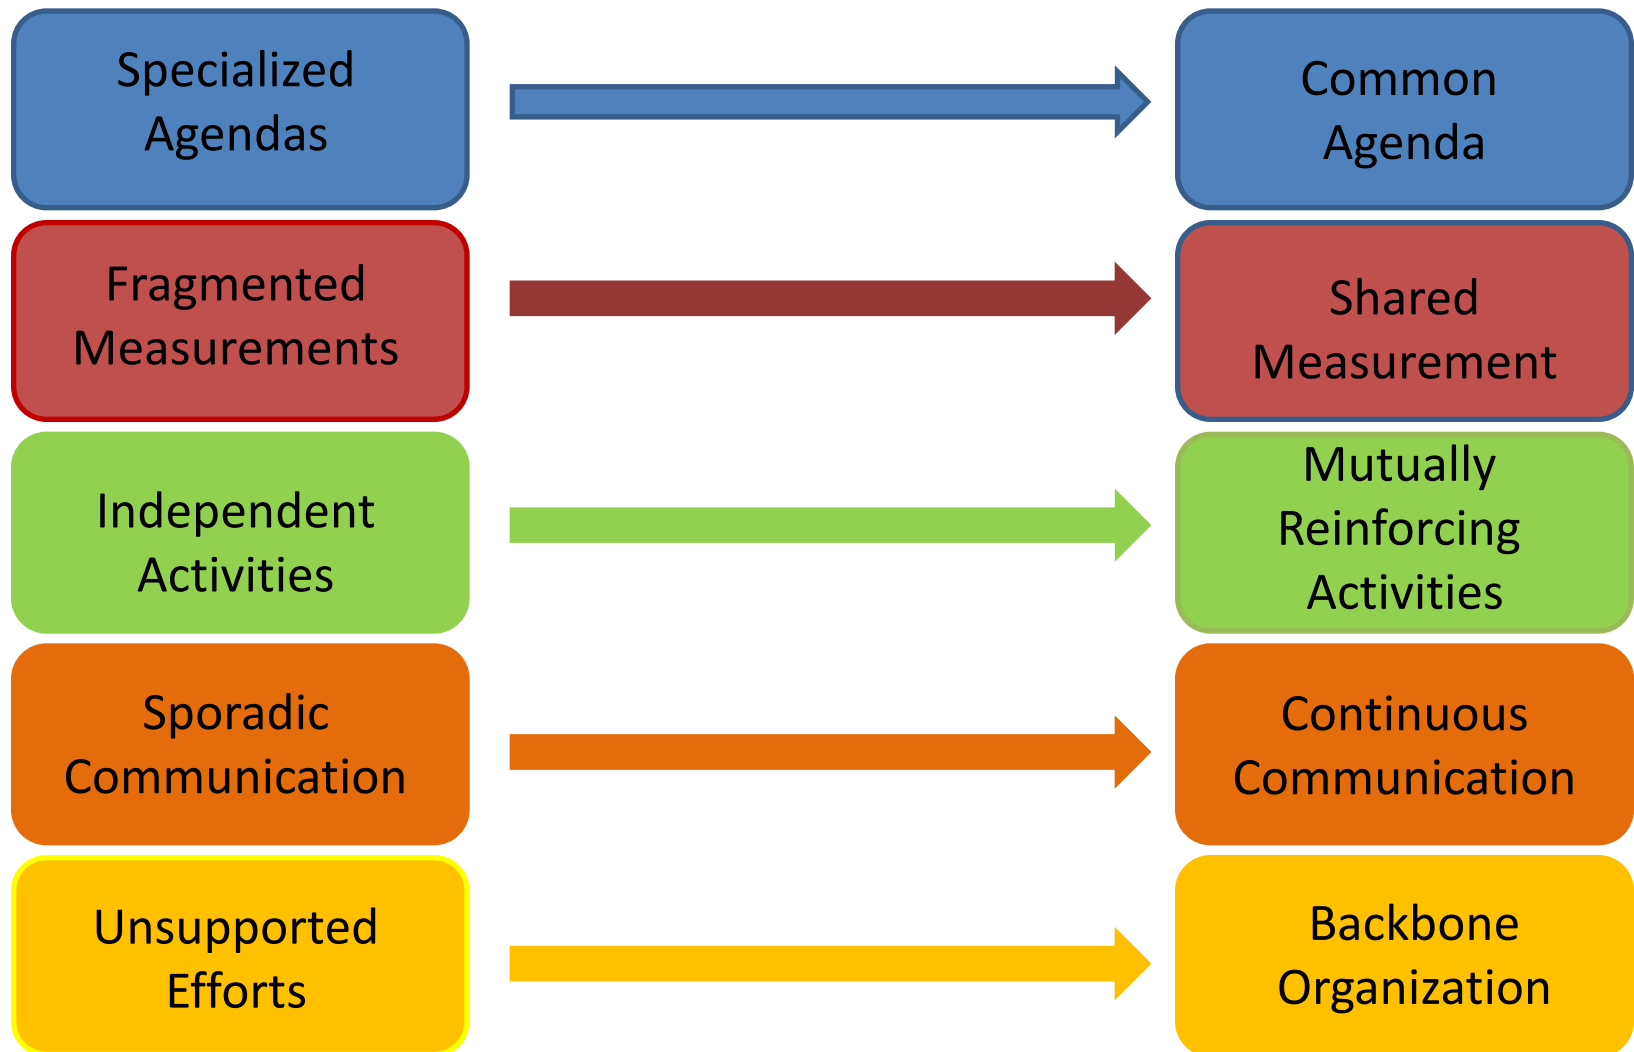 Specialized
Agendas
Common
Agenda
Fragmented
Measurements
Shared
Measurement
Independent
Activities
Mutually
Reinforcing
Activities
Sporadic
Communication
Continuous
Communication
Unsupported
Efforts
Backbone
Organization